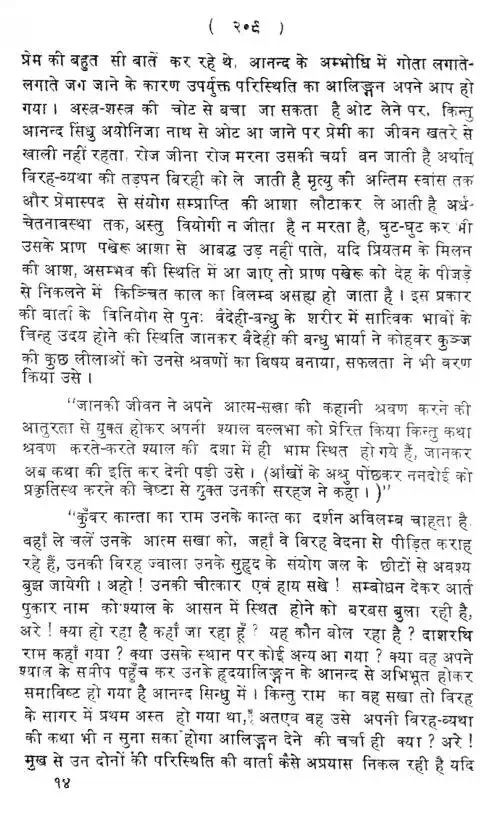 ( २०९ )
प्रेम की बहुत सी बातें कर रहे थे, आनन्द के अम्भोधि में गोता लगाते-
लगाते जग जाने के कारण उपर्युक्त परिस्थिति का आलिङ्गन अपने आप हो
गया । अस्त्र-शस्त्र की चोट से बचा जा सकता है ओट लेने पर, किन्तु
आनन्द सिंधु अयोनिजा नाथ से ओट आ जाने पर प्रेमी का जीवन खतरे से
खाली नहीं रहता, रोज जीना रोज मरना उसकी चर्या बन जाती है अर्थात्
विरह-व्यथा की तड़पन बिरही को ले जाती है मृत्यु की अन्तिम स्वांस तक
और प्रेमास्पद से संयोग सम्प्राप्ति की आशा लौटाकर ले आती है अर्ध-
चेतनावस्था तक, अस्तु वियोगी न जीता है न मरता है, घुट-घुट कर भी
उसके प्राण पखेरू आशा से आबद्ध उड़ नहीं पाते, यदि प्रियतम के मिलन
की आश, असम्भव की स्थिति में आ जाए तो प्राण पखेरू को देह के पींजड़े
से निकलने में किञ्चित काल का विलम्ब असह्य हो जाता है । इस प्रकार
की वार्ता के विनियोग से पुनः वैदेही-बन्धु के शरीर में सात्विक भावों के
चिन्ह उदय होने की स्थिति जानकर वैदेही की बन्धु भार्या ने कोहवर कुञ्ज
की कुछ लीलाओं को उनसे श्रवणों का विषय बनाया, सफलता ने भी वरण
किया उसे ।
"जानकी जीवन ने अपने आत्म-सखा की कहानी श्रवण करने की
आतुरता से युक्त होकर अपनी श्याल बल्लभा को प्रेरित किया किन्तु कथा
श्रवण करते-करते श्याल की दशा में ही भाम स्थित हो गये हैं, जानकर
अब कथा की इति कर देनी पड़ी उसे । (आंखों के अश्रु पोंछकर ननदोई को
प्रकृतिस्थ करने की चेष्टा से युक्त उनकी सरहज ने कहा । )"
"कुँवर कान्ता का राम उनके कान्त का दर्शन अविलम्ब चाहता है
वहाँ ले चलें उनके आत्म सखा को, जहाँ वे विरह वेदना से पीड़ित कराह
रहे हैं, उनकी विरह ज्वाला उनके सुहृद के संयोग जल के छींटों से अवश्य
बुझ जायेगी । अहो ! उनकी चीत्कार एवं हाय सखे ! सम्बोधन देकर आर्त
पुकार नाम को श्याल के आसन में स्थित होने को बरबस बुला रही है,
अरे ! क्या हो रहा है कहाँ जा रहा हूँ ? यह कौन बोल रहा है ? दाशरथि
राम कहाँ गया ? क्या उसके स्थान पर कोई अन्य आ गया ? क्या वह अपने
श्याल के समीप पहुँच कर उनके हृदयालिङ्गन के आनन्द से अभिभूत होकर
समाविष्ट हो गया है आनन्द सिन्धु में । किन्तु राम का वह सखा तो विरह
के सागर में प्रथम अस्त हो गया था, अतएव वह उसे अपनी विरह-व्यथा
की कथा भी न सुना सका होगा आलिङ्गन देने की चर्चा ही क्या ? अरे !
मुख से उन दोनों की परिस्थिति की वार्ता कैसे अप्रयास निकल रही है यदि
१४